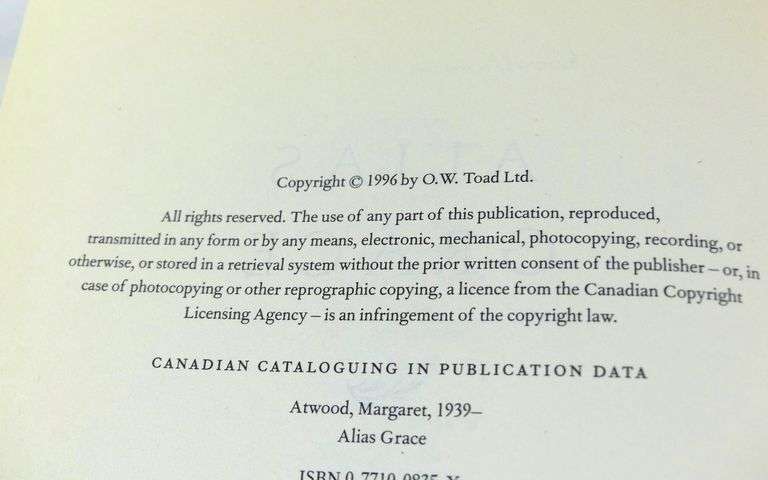 Copyright © 1996 by O.W. Toad Ltd.
All rights reserved. The use of any part of this publication, reproduced,
transmitted in any form or by any means, electronic, mechanical, photocopying, recording, or
otherwise, or stored in a retrieval system without the prior written consent of the publisher – or, in
case of photocopying or other reprographic copying, a licence from the Canadian Copyright
Licensing Agency – is an infringement of the copyright law.
CANADIAN CATALOGUING IN PUBLICATION DATA
Atwood, Margaret, 1939–
Alias Grace
ISBN 0-7710-0835-X